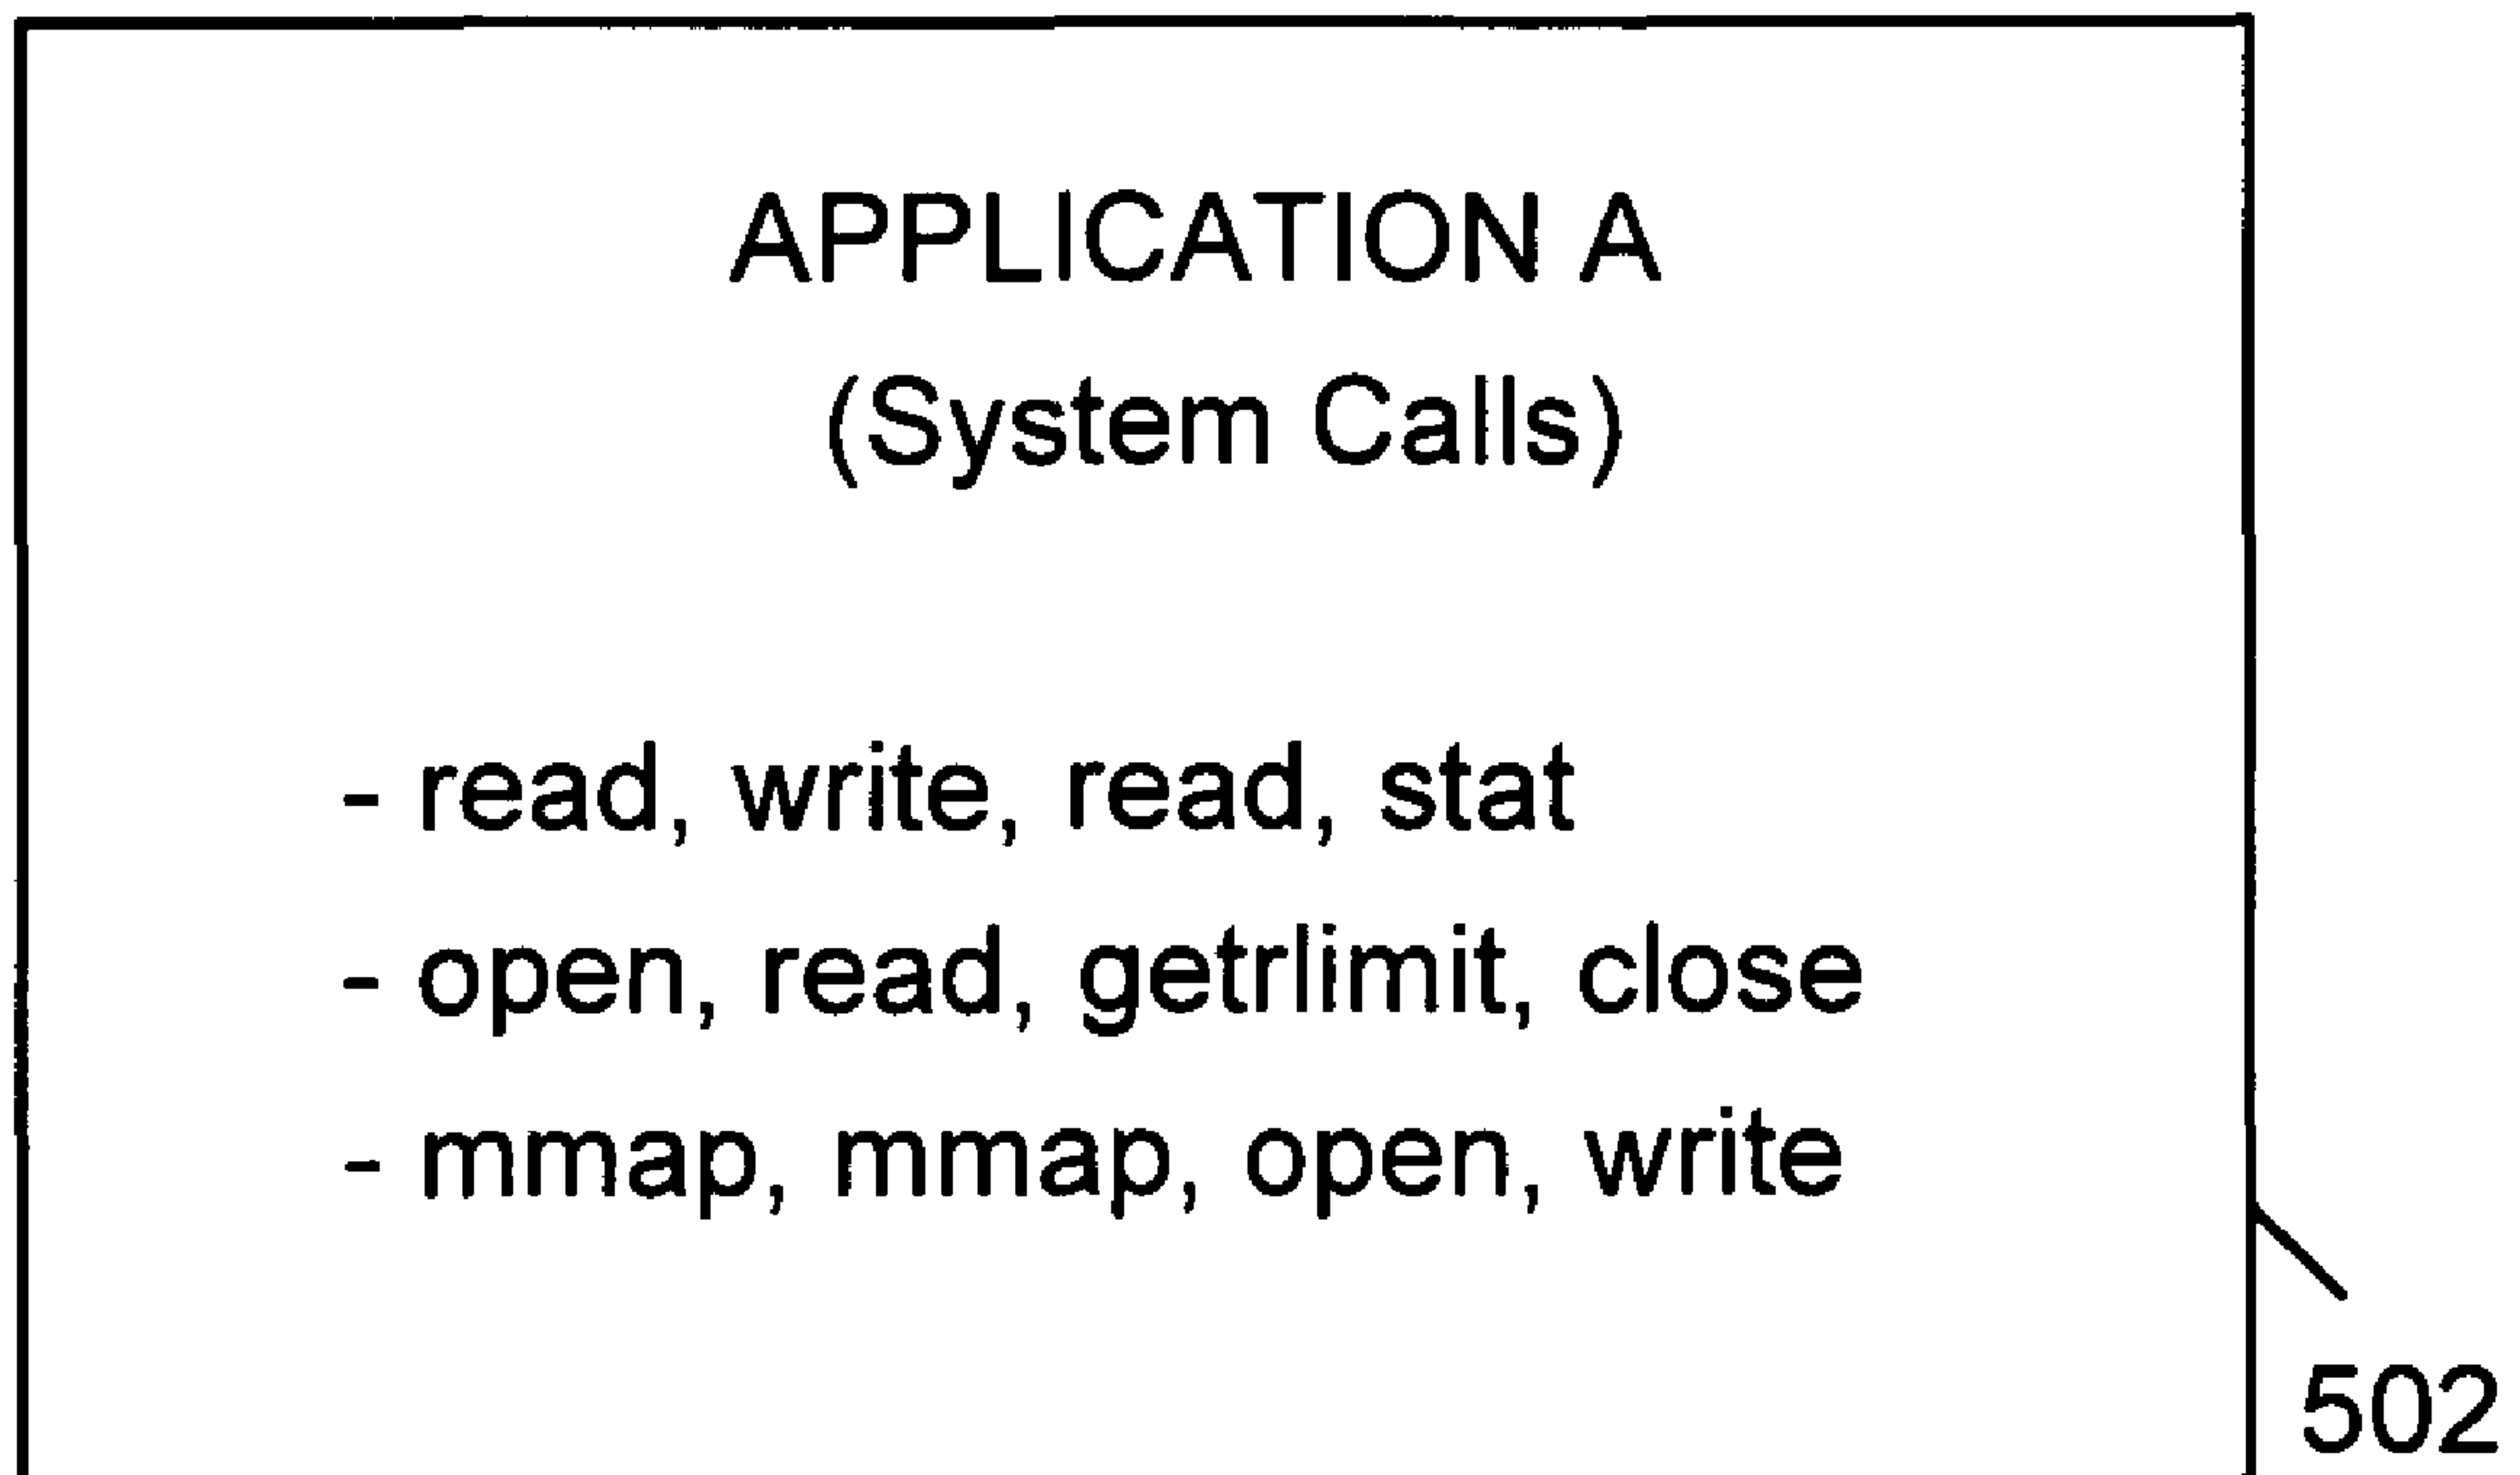 APPLICATION A
(System Calls)
- read, write, read, stat
- open, read, getrlimit, close
- mmap, mmap, open, write
502